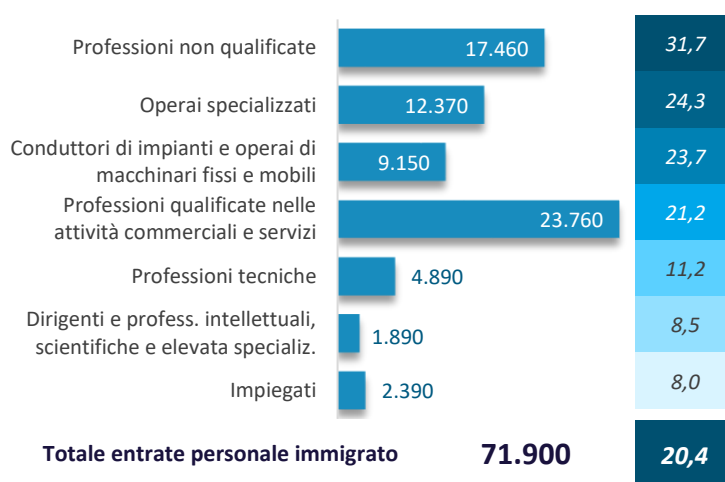 Professioni non qualificate 17.460 31,7
Operai specializzati 12.370 24,3
Conduttori di impianti e operai di
macchinari fissi e mobili 9.150 23,7
Professioni qualificate nelle
attività commerciali e servizi 23.760 21,2
Professioni tecniche 4.890 11,2
Dirigenti e profess. intellettuali,
scientifiche e elevata specializ. 1.890 8,5
Impiegati 2.390 8,0
Totale entrate personale immigrato 71.900 20,4